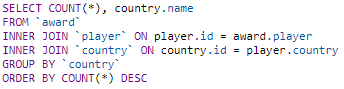 SELECT COUNT(*), country.name
FROM `award`
INNER JOIN `player` ON player.id = award.player
INNER JOIN `country` ON country.id = player.country
GROUP BY `country`
ORDER BY COUNT(*) DESC